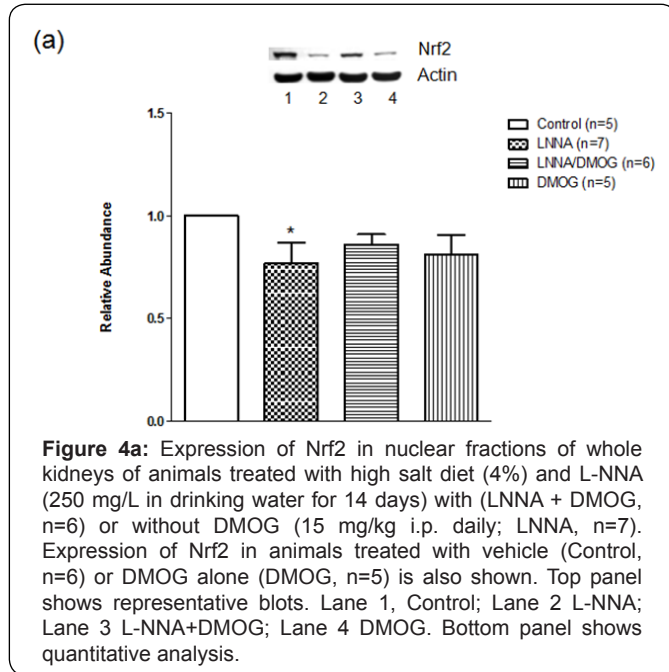 (a)
Nrf2
Actin
1 2 3 4
1.5
1.0
0.5
0.0
Relative Abundance
*
Control (n=5)
LNNA (n=7)
LNNA/DMOG (n=6)
DMOG (n=5)
Figure 4a: Expression of Nrf2 in nuclear fractions of whole
kidneys of animals treated with high salt diet (4%) and L-NNA
(250 mg/L in drinking water for 14 days) with (LNNA + DMOG,
n=6) or without DMOG (15 mg/kg i.p. daily; LNNA, n=7).
Expression of Nrf2 in animals treated with vehicle (Control,
n=6) or DMOG alone (DMOG, n=5) is also shown. Top panel
shows representative blots. Lane 1, Control; Lane 2 L-NNA;
Lane 3 L-NNA+DMOG; Lane 4 DMOG. Bottom panel shows
quantitative analysis.